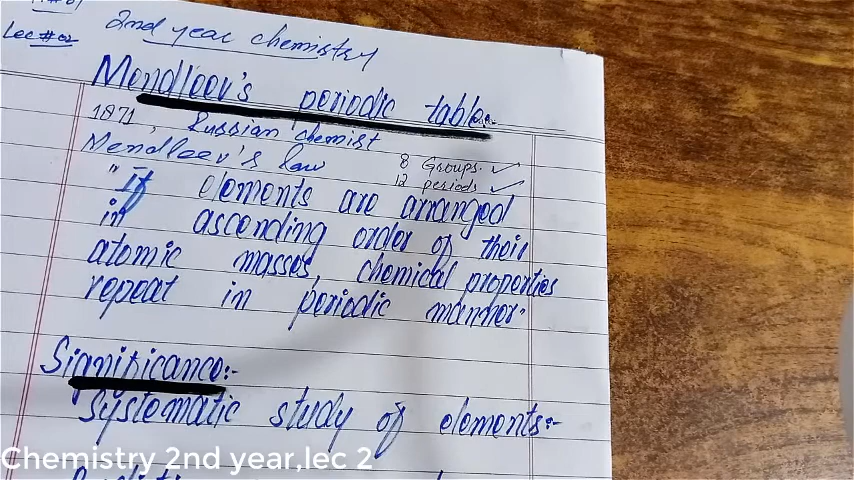 Lec # 02 2nd year chemistry
Mendleev's periodic table:
1871, Russian chemist
Mendleev's law 8 Groups.
12 periods
"If elements are arranged
in ascending order of their
atomic masses, chemical properties
repeat in periodic manner"
Significance:-
Systematic study of elements:-
Chemistry 2nd year,lec 2